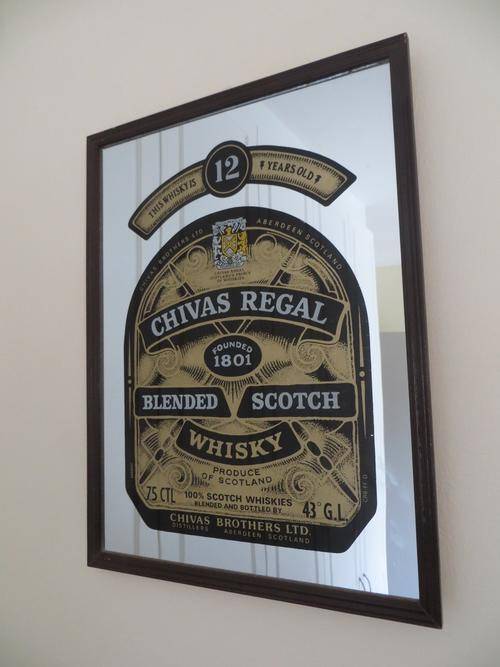 THIS WHISKY IS 12 YEARS OLD
CHIVAS BROTHERS LTD ABERDEEN SCOTLAND
CHIVAS REGAL
FOUNDED
1801
BLENDED SCOTCH
WHISKY
PRODUCE
OF SCOTLAND
75 CTL 100% SCOTCH WHISKIES 43° G.L.
BLENDED AND BOTTLED BY
CHIVAS BROTHERS LTD.
DISTILLERS ABERDEEN SCOTLAND